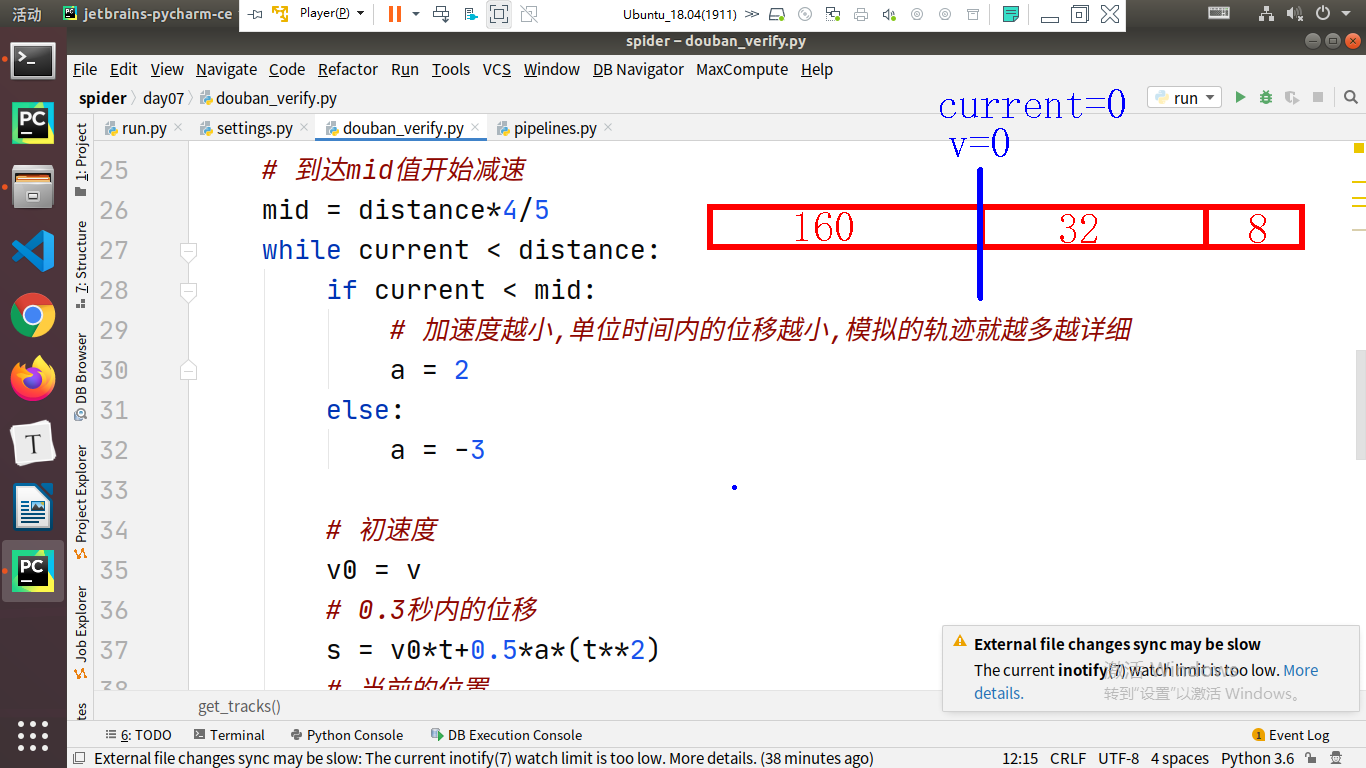 活动
jetbrains-pycharm-ce
Player(P)
Ubuntu_18.04(1911)
spider – douban_verify.py
File Edit View Navigate Code Refactor Run Tools VCS Window DB Navigator MaxCompute Help
spider day07 douban_verify.py
current=0
run
run.py settings.py douban_verify.py pipelines.py
v=0
1: Project
7: Structure
DB Browser
Project Explorer
Job Explorer
25 # 到达mid值开始减速
26 mid = distance*4/5
160 32 8
27 while current < distance:
28 if current < mid:
29 # 加速度越小,单位时间内的位移越小,模拟的轨迹就越多越详细
30 a = 2
31 else:
32 a = -3
33
34 # 初速度
35 v0 = v
36 # 0.3秒内的位移
37 s = v0*t+0.5*a*(t**2)
38 # 当前的位置
External file changes sync may be slow
The current inotify(7) watch limit is too low. More
details.
激活 Windows
转到"设置"以激活 Windows。
get_tracks()
6: TODO Terminal Python Console DB Execution Console 1 Event Log
External file changes sync may be slow: The current inotify(7) watch limit is too low. More details. (38 minutes ago) 12:15 CRLF UTF-8 4 spaces Python 3.6
PC
T
PC